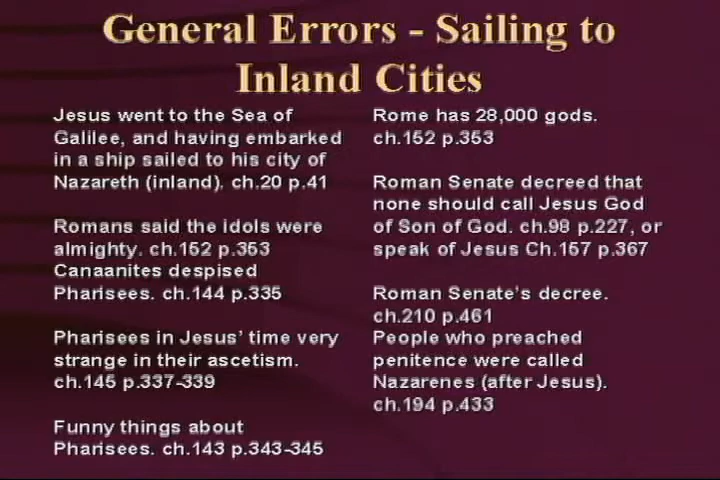 General Errors - Sailing to
Inland Cities
Jesus went to the Sea of
Galilee, and having embarked
in a ship sailed to his city of
Nazareth (inland). ch.20 p.41
Romans said the idols were
almighty. ch.152 p.353
Canaanites despised
Pharisees. ch.144 p.335
Pharisees in Jesus' time very
strange in their ascetism.
ch.145 p.337-339
Funny things about
Pharisees. ch.143 p.343-345
Rome has 28,000 gods.
ch.152 p.353
Roman Senate decreed that
none should call Jesus God
of Son of God. ch.98 p.227, or
speak of Jesus Ch.157 p.367
Roman Senate's decree.
ch.210 p.461
People who preached
penitence were called
Nazarenes (after Jesus).
ch.194 p.433